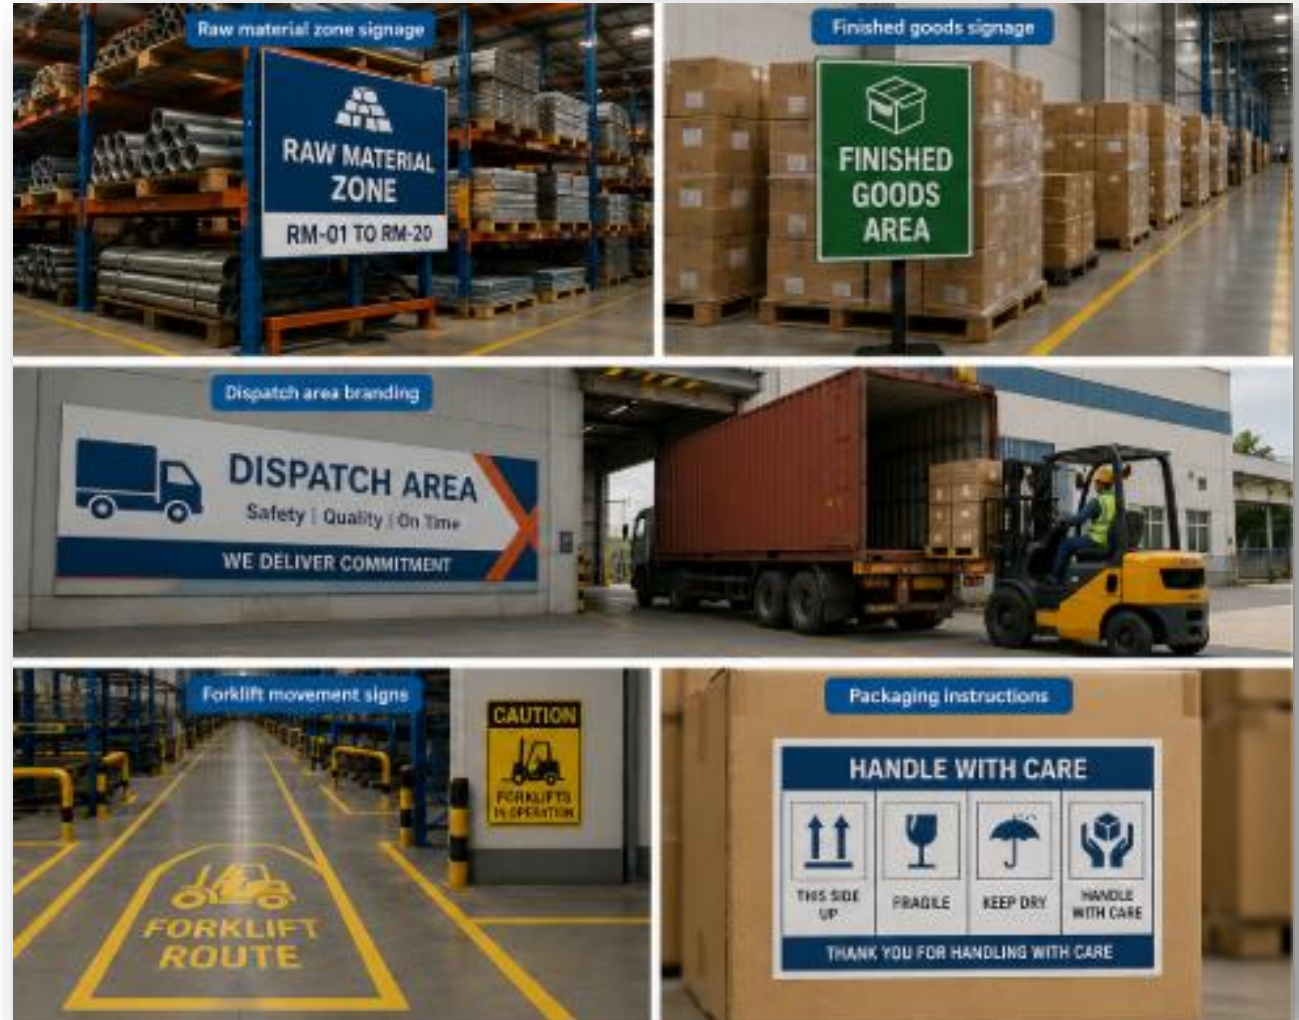 Raw material zone signage
RAW MATERIAL
ZONE
RM-01 TO RM-20
Finished goods signage
FINISHED
GOODS
AREA
Dispatch area branding
DISPATCH AREA
Safety | Quality | On Time
WE DELIVER COMMITMENT
Forklift movement signs
CAUTION
FORKLIFTS
IN OPERATION
FORKLIFT
ROUTE
Packaging instructions
HANDLE WITH CARE
THIS SIDE
UP
FRAGILE
KEEP DRY
HANDLE
WITH CARE
THANK YOU FOR HANDLING WITH CARE